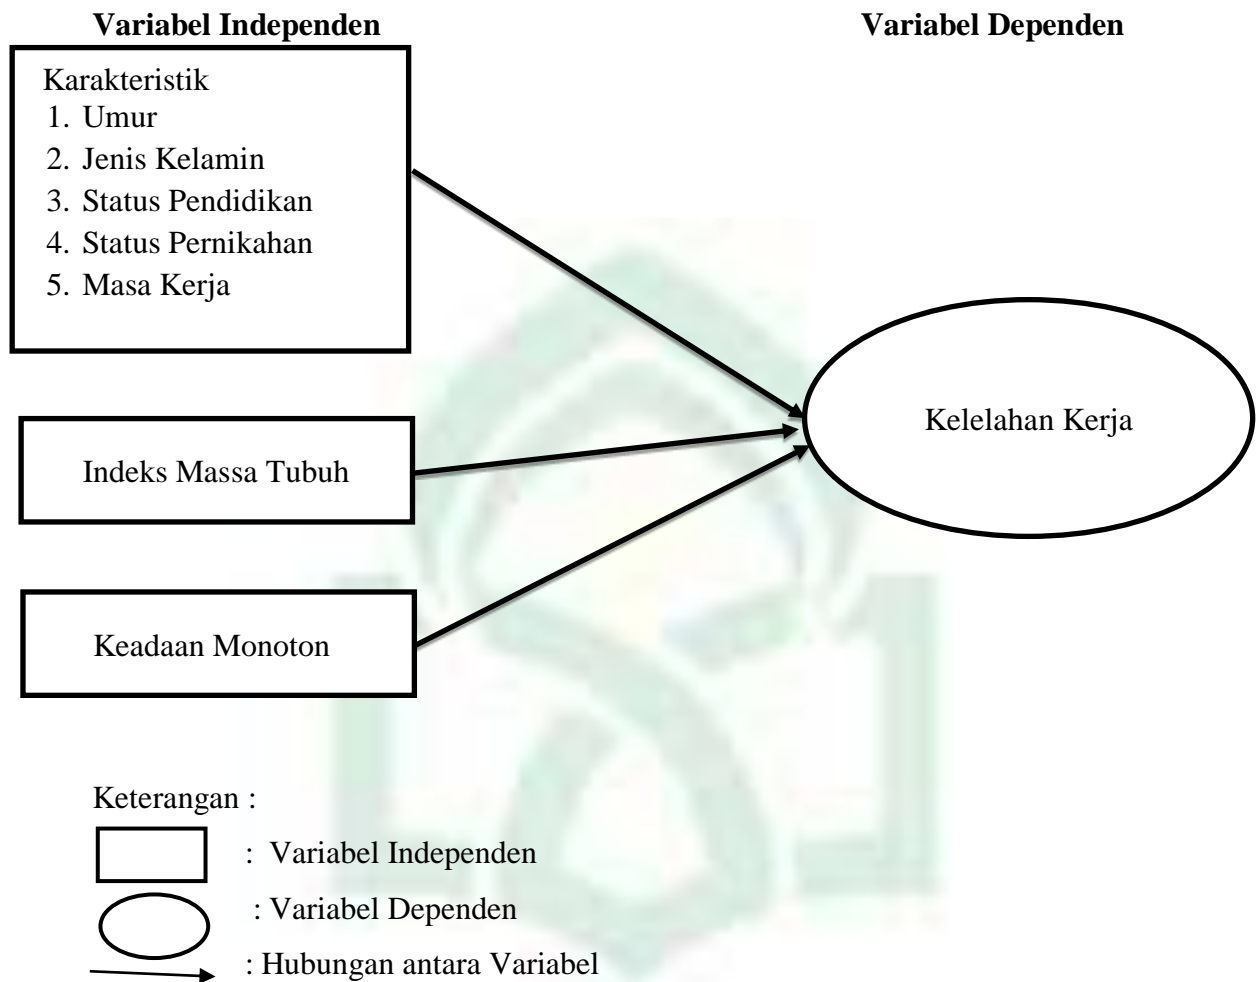 Variabel Independen
Variabel Dependen
Karakteristik
1. Umur
2. Jenis Kelamin
3. Status Pendidikan
4. Status Pernikahan
5. Masa Kerja
Kelelahan Kerja
Indeks Massa Tubuh
Keadaan Monoton
Keterangan :
: Variabel Independen
: Variabel Dependen
: Hubungan antara Variabel